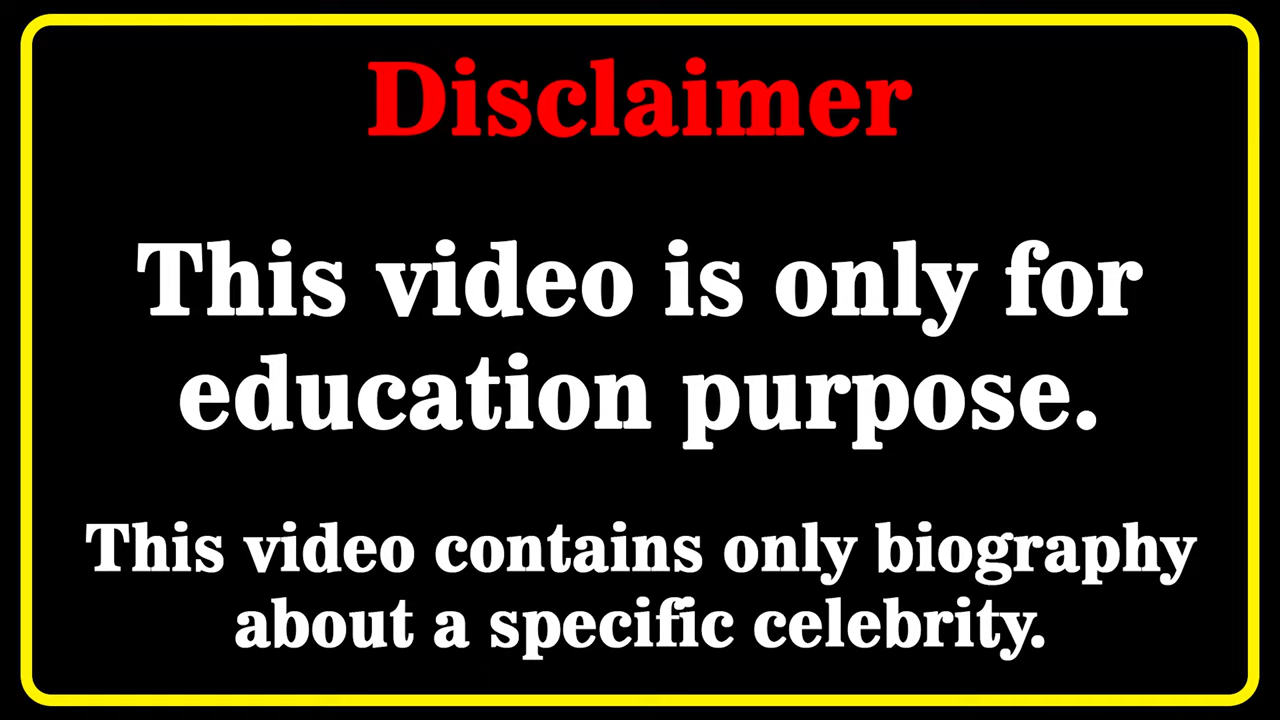 Disclaimer
This video is only for
education purpose.
This video contains only biography
about a specific celebrity.